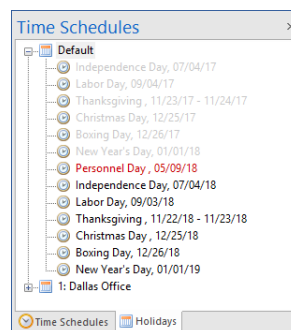 Time Schedules
Default
Independence Day, 07/04/17
Labor Day, 09/04/17
Thanksgiving , 11/23/17 - 11/24/17
Christmas Day, 12/25/17
Boxing Day, 12/26/17
New Year's Day, 01/01/18
Personnel Day , 05/09/18
Independence Day, 07/04/18
Labor Day, 09/03/18
Thanksgiving , 11/22/18 - 11/23/18
Christmas Day, 12/25/18
Boxing Day, 12/26/18
New Year's Day, 01/01/19
1: Dallas Office
Time Schedules Holidays